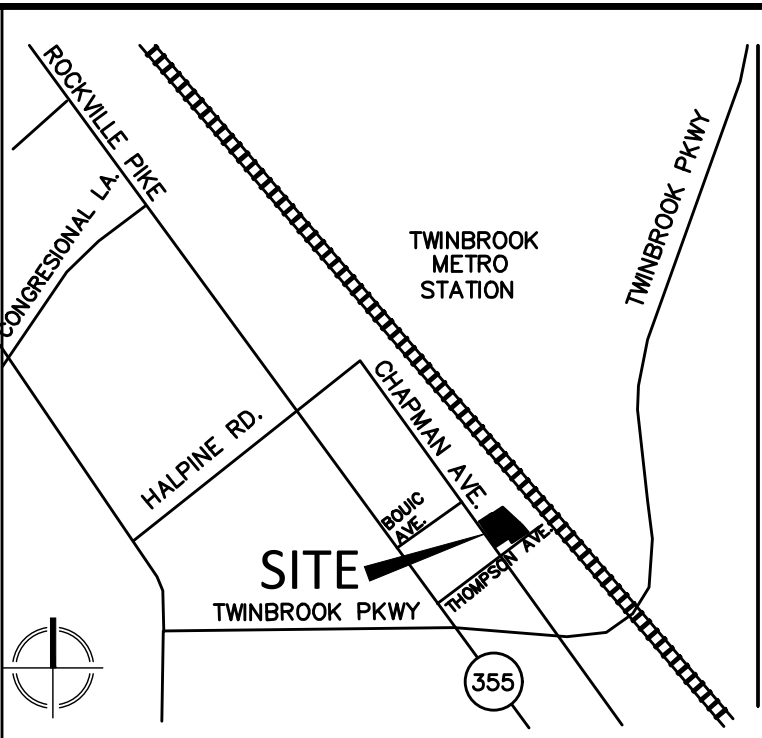 ROCKVILLE PIKE
CONGRESIONAL LA.
TWINBROOK
METRO
STATION
TWINBROOK PKWY
CHAPMAN AVE.
HALPINE RD.
BOUIC
AVE.
SITE
THOMPSON AVE.
TWINBROOK PKWY
355